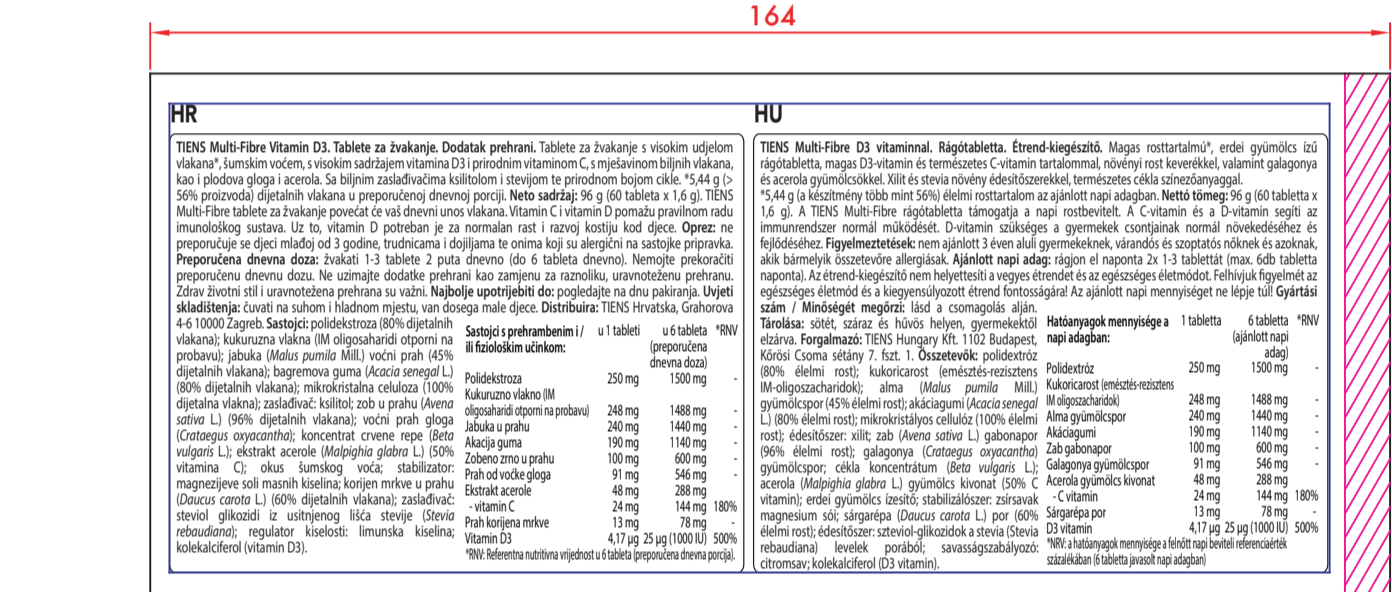 164
HR
TIENS Multi-Fibre Vitamin D3. Tablete za žvakanje. Dodatak prehrani. Tablete za žvakanje s visokim udjelom
vlakana*, šumskim voćem, s visokim sadržajem vitamina D3 i prirodnim vitaminom C, s mješavinom biljnih vlakana,
kao i plodova gloga i acerola. Sa biljnim zaslađivačima ksilitolom i stevijom te prirodnom bojom cikle. *5,44 g (>
56% proizvoda) dijetalnih vlakana u preporučenoj dnevnoj porciji. Neto sadržaj: 96 g (60 tableta x 1,6 g). TIENS
Multi-Fibre tablete za žvakanje povećat će vaš dnevni unos vlakana. Vitamin C i vitamin D pomažu pravilnom radu
imunološkog sustava. Uz to, vitamin D potreban je za normalan rast i razvoj kostiju kod djece. Oprez: ne
preporučuje se djeci mlađoj od 3 godine, trudnicama i dojiljama te onima koji su alergični na sastojke pripravka.
Preporučena dnevna doza: žvakati 1-3 tablete 2 puta dnevno (do 6 tableta dnevno). Nemojte prekoračiti
preporučenu dnevnu dozu. Ne uzimajte dodatke prehrani kao zamjenu za raznoliku, uravnoteženu prehranu.
Zdrav životni stil i uravnotežena prehrana su važni. Najbolje upotrijebiti do: pogledajte na dnu pakiranja. Uvjeti
skladištenja: čuvati na suhom i hladnom mjestu, van dosega male djece. Distribuira: TIENS Hrvatska, Grahorova
4-6 10000 Zagreb. Sastojci: polidekstroza (80% dijetalnih
vlakana); kukuruzna vlakna (IM oligosaharidi otporni na
probavu); jabuka (Malus pumila Mill.) voćni prah (45%
dijetalnih vlakana); bagremova guma (Acacia senegal L.)
(80% dijetalnih vlakana); mikrokristalna celuloza (100%
dijetalna vlakna); zaslađivač: ksilitol; zob u prahu (Avena
sativa L.) (96% dijetalnih vlakana); voćni prah gloga
(Crataegus oxyacantha); koncentrat crvene repe (Beta
vulgaris L.); ekstrakt acerole (Malpighia glabra L.) (50%
vitamina C); okus šumskog voća; stabilizator:
magnezijeve soli masnih kiselina; korijen mrkve u prahu
(Daucus carota L.) (60% dijetalnih vlakana); zaslađivač:
steviol glikozidi iz usitnjenog lišća stevije (Stevia
rebaudiana); regulator kiselosti: limunska kiselina;
kolekalciferol (vitamin D3).
Sastojci s prehrambenim i / u 1 tableti u 6 tableta *RNV
ili fiziološkim učinkom: (preporučena
dnevna doza)
Polidekstroza 250 mg 1500 mg -
Kukuruzno vlakno (IM
oligosaharidi otporni na probavu) 248 mg 1488 mg -
Jabuka u prahu 240 mg 1440 mg -
Akacija guma 190 mg 1140 mg -
Zobeno zrno u prahu 100 mg 600 mg -
Prah od voćke gloga 91 mg 546 mg -
Ekstrakt acerole 48 mg 288 mg
- vitamin C 24 mg 144 mg 180%
Prah korijena mrkve 13 mg 78 mg -
Vitamin D3 4,17 µg 25 µg (1000 IU) 500%
*RNV: Referentna nutritivna vrijednost u 6 tableta (preporučena dnevna porcija).
HU
TIENS Multi-Fibre D3 vitaminnal. Rágótabletta. Étrend-kiegészítő. Magas rosttartalmú*, erdei gyümölcs ízű
rágótabletta, magas D3-vitamin és természetes C-vitamin tartalommal, növényi rost keverékkel, valamint galagonya
és acerola gyümölcsökkel. Xilit és stevia növény édesítőszerekkel, természetes cékla színezőanyaggal.
*5,44 g (a készítmény több mint 56%) élelmi rosttartalom az ajánlott napi adagban. Nettó tömeg: 96 g (60 tabletta x
1,6 g). A TIENS Multi-Fibre rágótabletta támogatja a napi rostbevitelt. A C-vitamin és a D-vitamin segíti az
immunrendszer normál működését. D-vitamin szükséges a gyermekek csontjainak normál növekedéséhez és
fejlődéséhez. Figyelmeztetések: nem ajánlott 3 éven aluli gyermekeknek, várandós és szoptatós nőknek és azoknak,
akik bármelyik összetevőre allergiásak. Ajánlott napi adag: rágjon el naponta 2x 1-3 tablettát (max. 6db tabletta
naponta). Az étrend-kiegészítő nem helyettesíti a vegyes étrendet és az egészséges életmódot. Felhívjuk figyelmét az
egészséges életmód és a kiegyensúlyozott étrend fontosságára! Az ajánlott napi mennyiséget ne lépje túl! Gyártási
szám / Minőségét megőrzi: lásd a csomagolás alján.
Tárolása: sötét, száraz és hűvös helyen, gyermekektől
elzárva. Forgalmazó: TIENS Hungary Kft. 1102 Budapest,
Kőrösi Csoma sétány 7. fszt. 1. Összetevők: polidextróz
(80% élelmi rost); kukoricarost (emésztés-rezisztens
IM-oligoszacharidok); alma (Malus pumila Mill.)
gyümölcspor (45% élelmi rost); akáciagumi (Acacia senegal
L.) (80% élelmi rost); mikrokristályos cellulóz (100% élelmi
rost); édesítőszer: xilit; zab (Avena sativa L.) gabonapor
(96% élelmi rost); galagonya (Crataegus oxyacantha)
gyümölcspor; cékla koncentrátum (Beta vulgaris L.);
acerola (Malpighia glabra L.) gyümölcs kivonat (50% C
vitamin); erdei gyümölcs ízesítő; stabilizálószer: zsírsavak
magnesium sói; sárgarépa (Daucus carota L.) por (60%
élelmi rost); édesítőszer: szteviol-glikozidok a stevia (Stevia
rebaudiana) levelek porából; savasságszabályozó:
citromsav; kolekalciferol (D3 vitamin).
Hatóanyagok mennyisége a 1 tabletta 6 tabletta *RNV
napi adagban: (ajánlott napi
adag)
Polidextróz 250 mg 1500 mg -
Kukoricarost (emésztés-rezisztens
IM oligoszacharidok) 248 mg 1488 mg -
Alma gyümölcspor 240 mg 1440 mg -
Akáciagumi 190 mg 1140 mg -
Zab gabonapor 100 mg 600 mg -
Galagonya gyümölcspor 91 mg 546 mg -
Acerola gyümölcs kivonat 48 mg 288 mg
- C vitamin 24 mg 144 mg 180%
Sárgarépa por 13 mg 78 mg -
D3 vitamin 4,17 µg 25 µg (1000 IU) 500%
*NRV: a hatóanyagok mennyisége a felnőtt napi beviteli referenciaérték
százalékában (6 tabletta javasolt napi adagban)